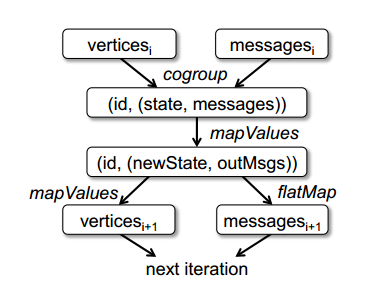 verticesᵢ messagesᵢ
cogroup
(id, (state, messages))
mapValues
(id, (newState, outMsgs))
mapValues flatMap
verticesᵢ₊₁ messagesᵢ₊₁
next iteration